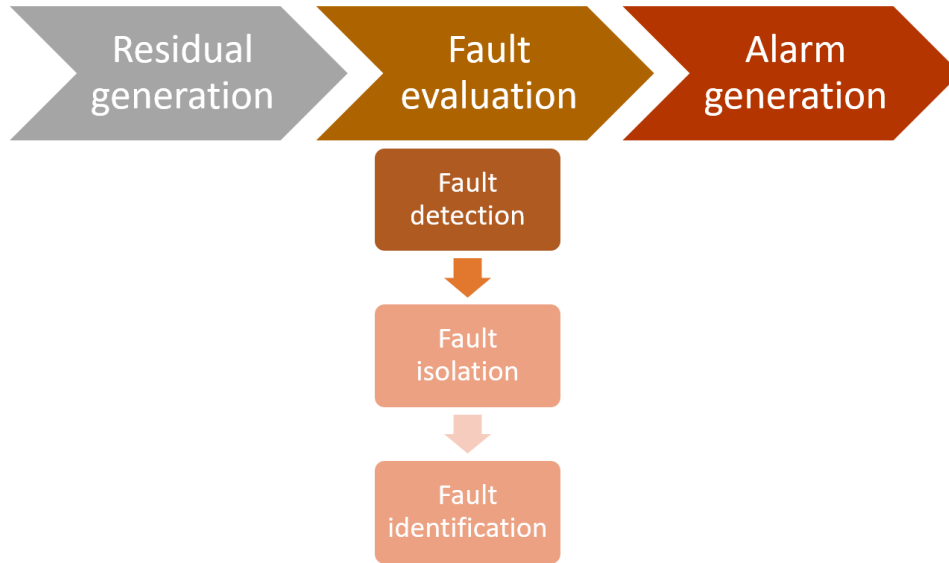 Residual
generation
Fault
evaluation
Alarm
generation
Fault
detection
Fault
isolation
Fault
identification